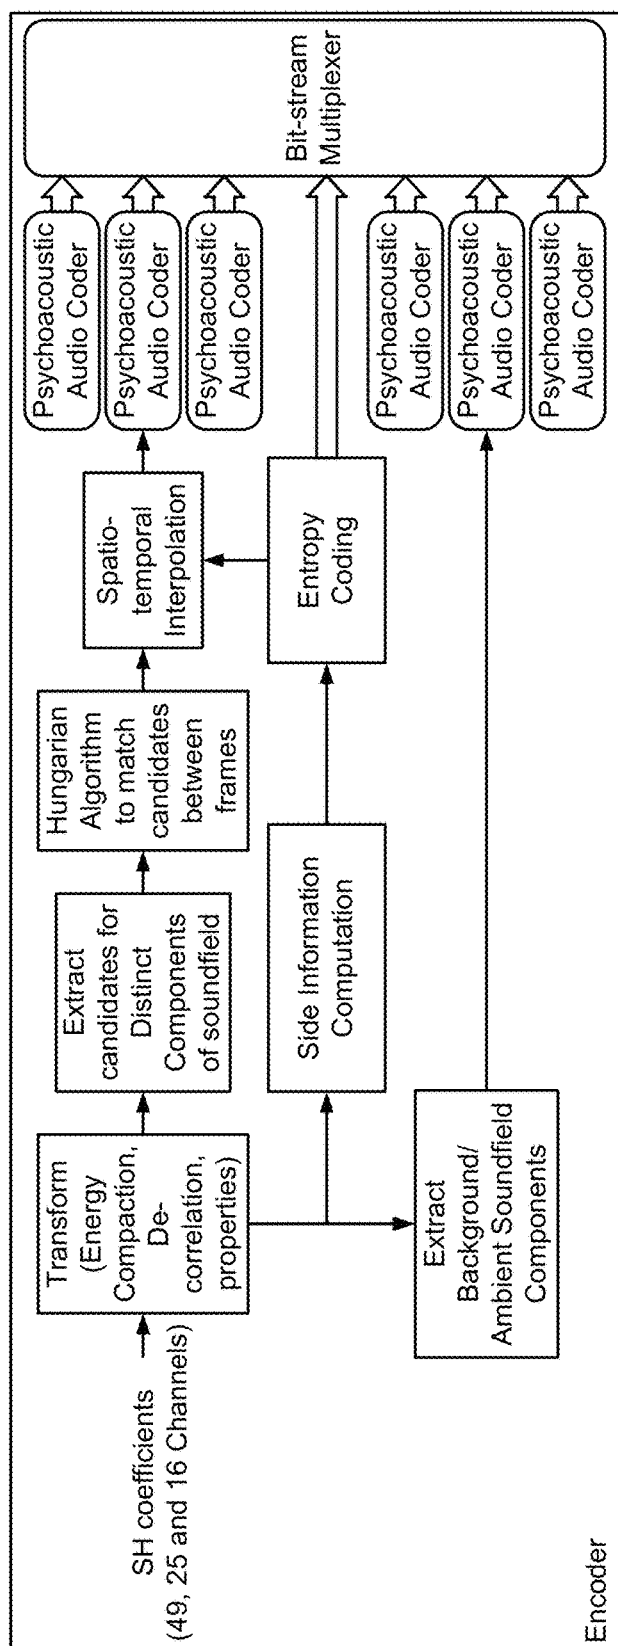 SH coefficients
(49, 25 and 16 Channels)
Transform
(Energy
Compaction,
De-
correlation,
properties)
Extract
candidates for
Distinct
Components
of soundfield
Hungarian
Algorithm
to match
candidates
between
frames
Spatio-
temporal
Interpolation
Psychoacoustic
Audio Coder
Psychoacoustic
Audio Coder
Psychoacoustic
Audio Coder
Side Information
Computation
Entropy
Coding
Bit-stream
Multiplexer
Extract
Background/
Ambient Soundfield
Components
Psychoacoustic
Audio Coder
Psychoacoustic
Audio Coder
Psychoacoustic
Audio Coder
Encoder